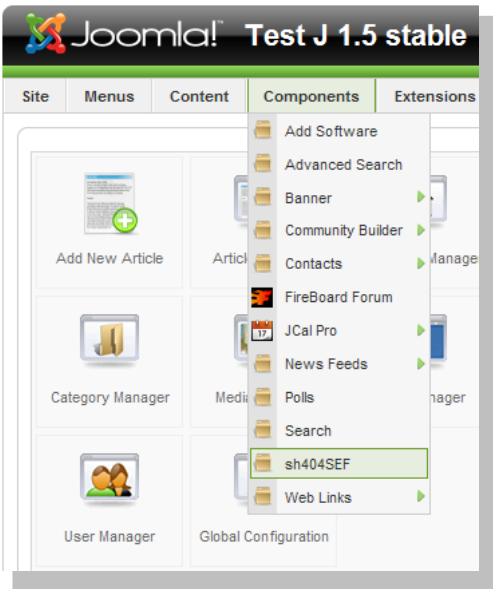 Joomla!™ Test J 1.5 stable
Site Menus Content Components Extensions
Add Software
Advanced Search
Banner
Community Builder
Contacts
FireBoard Forum
17
JCal Pro
News Feeds
Polls
Search
sh404SEF
Web Links
Add New Article
Category Manager
User Manager
Global Configuration